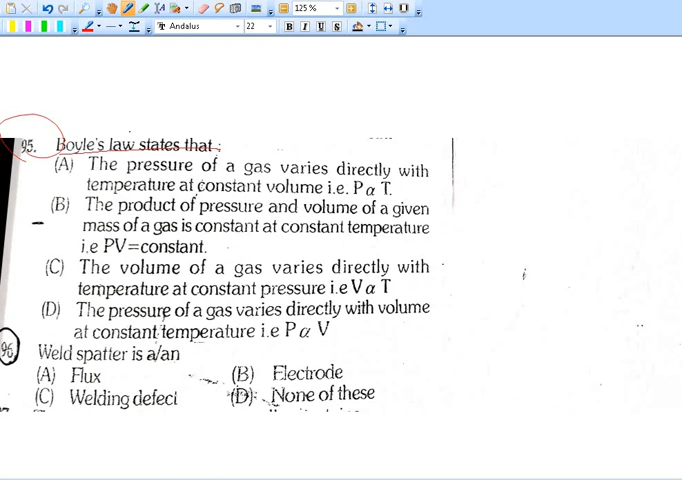 125 %
Andalus 22 B I U S
95. Boyle's law states that :
(A) The pressure of a gas varies directly with
temperature at constant volume i.e. P α T.
(B) The product of pressure and volume of a given
mass of a gas is constant at constant temperature
i.e PV=constant.
(C) The volume of a gas varies directly with
temperature at constant pressure i.e V α T
(D) The pressure of a gas varies directly with volume
at constant temperature i.e P α V
96 Weld spatter is a/an
(A) Flux (B) Electrode
(C) Welding defect (D) None of these